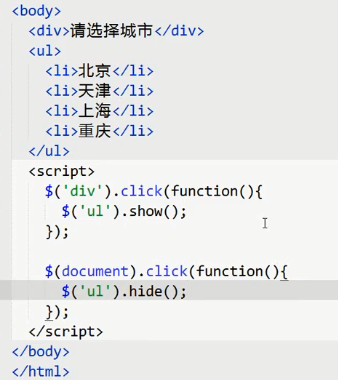 <body>
<div>请选择城市</div>
<ul>
<li>北京</li>
<li>天津</li>
<li>上海</li>
<li>重庆</li>
</ul>
<script>
$('div').click(function(){
$('ul').show();
});
$(document).click(function(){
$('ul').hide();
});
</script>
</body>
</html>